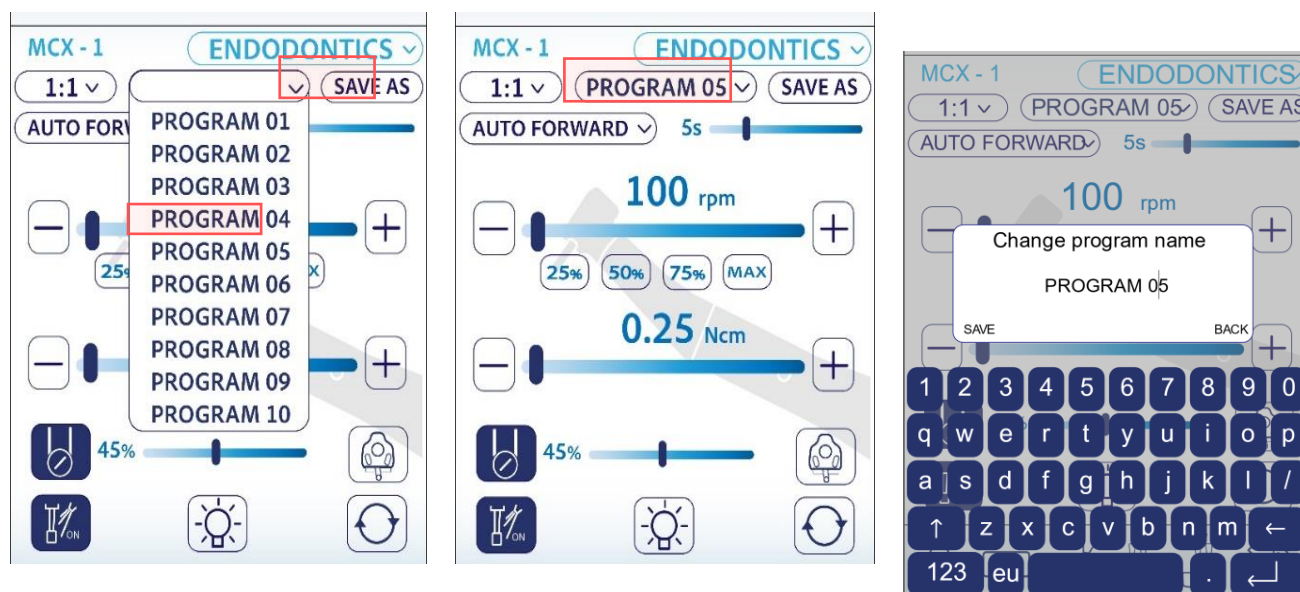 MCX - 1 ENDODONTICS
1:1 SAVE AS
AUTO FORW
PROGRAM 01
PROGRAM 02
PROGRAM 03
PROGRAM 04
PROGRAM 05
25%
PROGRAM 06
X
PROGRAM 07
PROGRAM 08
PROGRAM 09
PROGRAM 10
45%
ON
MCX - 1 ENDODONTICS
1:1 PROGRAM 05 SAVE AS
AUTO FORWARD 5s
100 rpm
25% 50% 75% MAX
0.25 Ncm
45%
ON
MCX - 1 ENDODONTICS
1:1 PROGRAM 05 SAVE AS
AUTO FORWARD 5s
100 rpm
Change program name
PROGRAM 05
SAVE BACK
1 2 3 4 5 6 7 8 9 0
q w e r t y u i o p
a s d f g h j k l /
↑ z x c v b n m ←
123 eu .